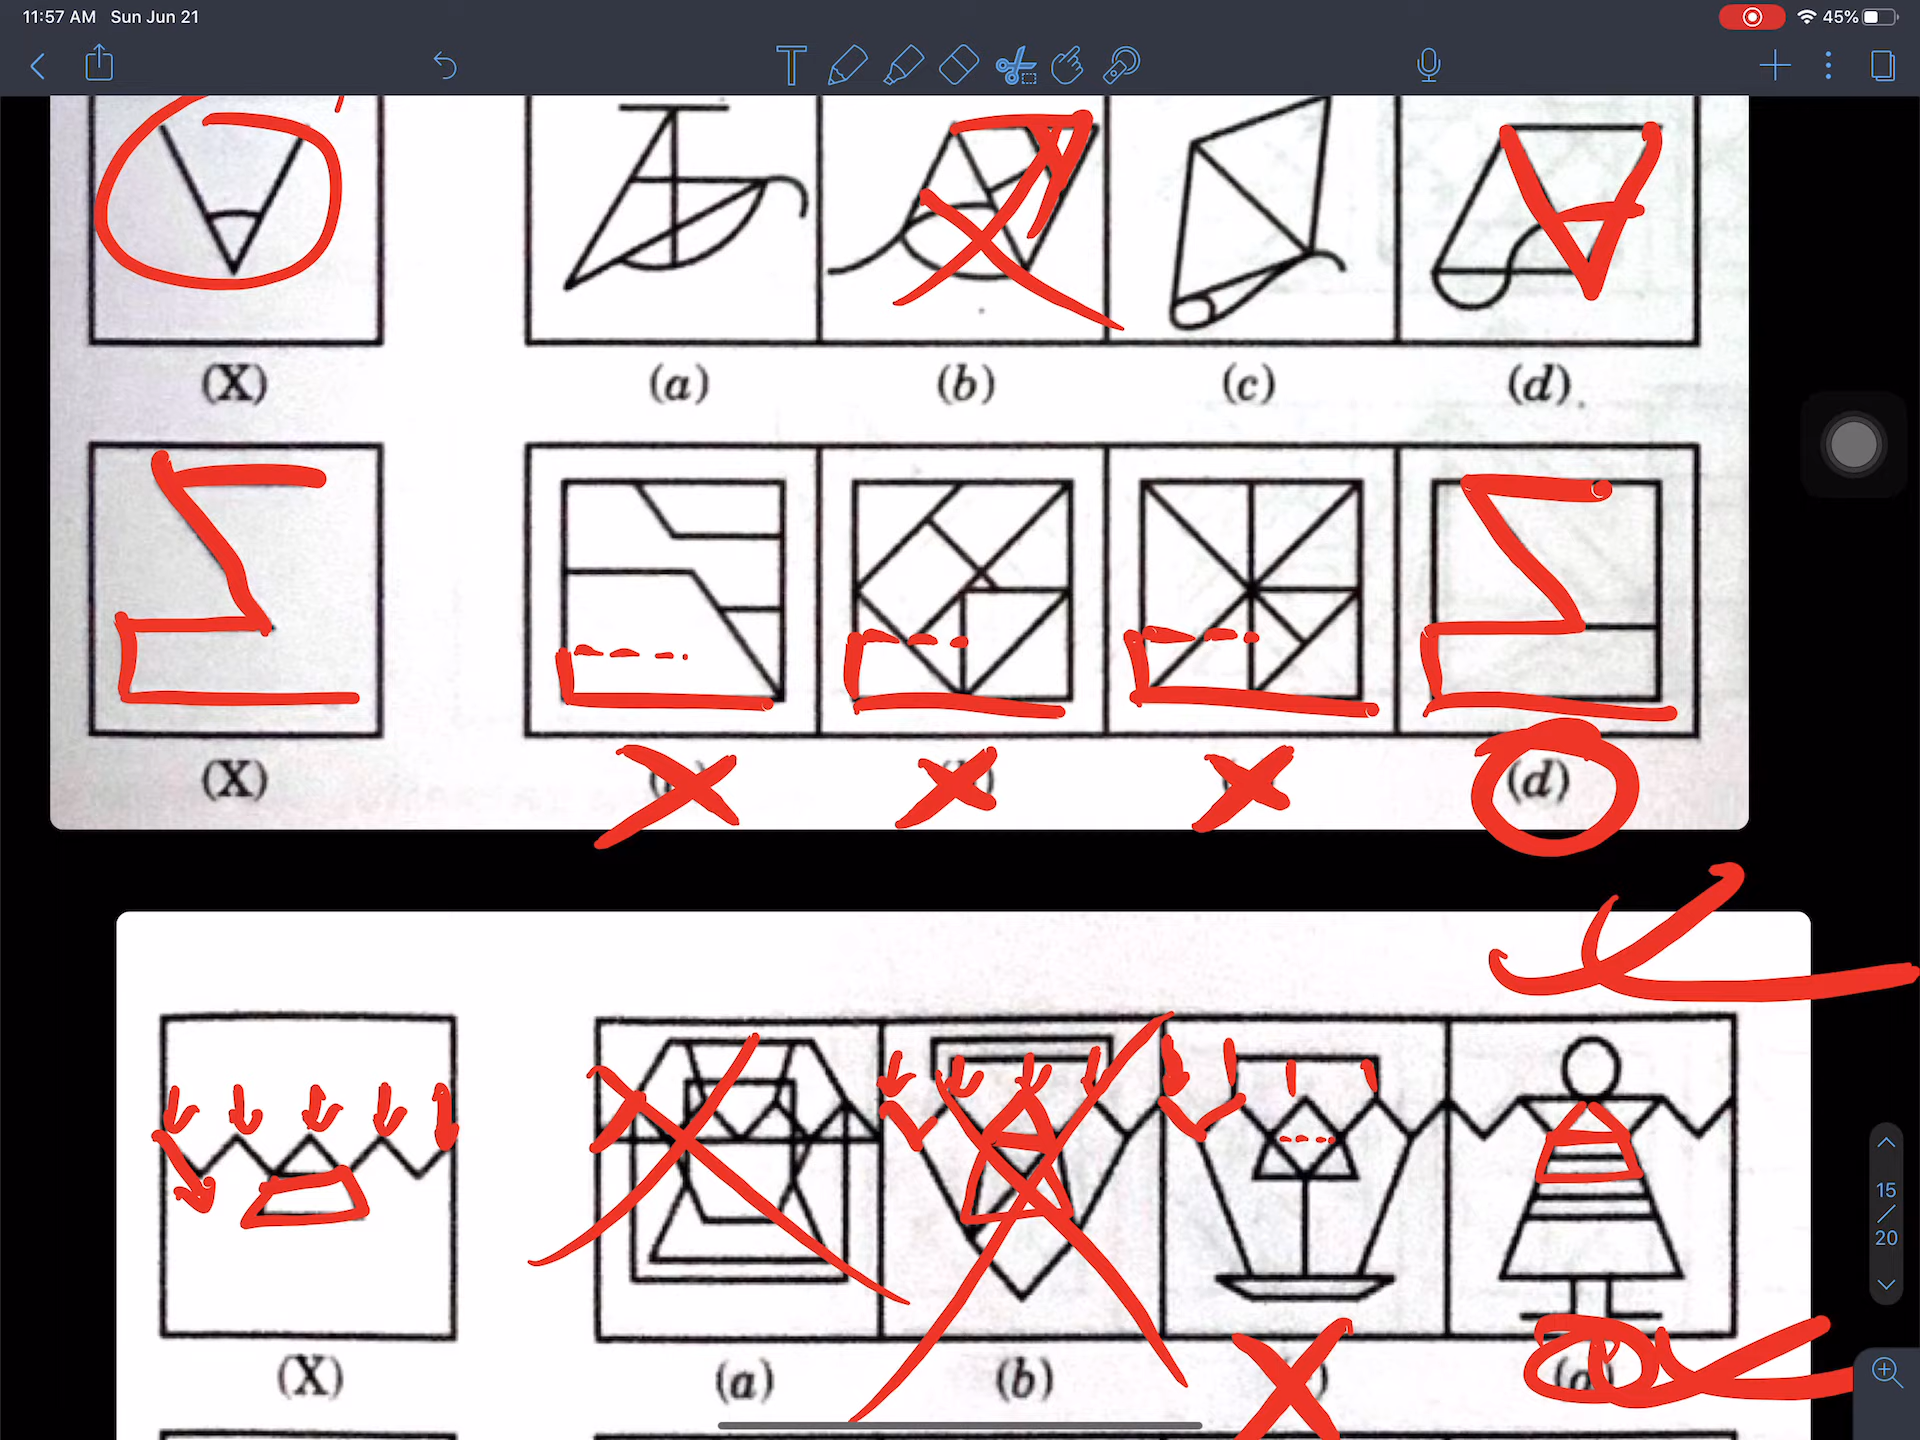 11:57 AM Sun Jun 21
45%
(X) (a) (b) (c) (d).
(X) (d)
15
/
20
(X) (a) (b)